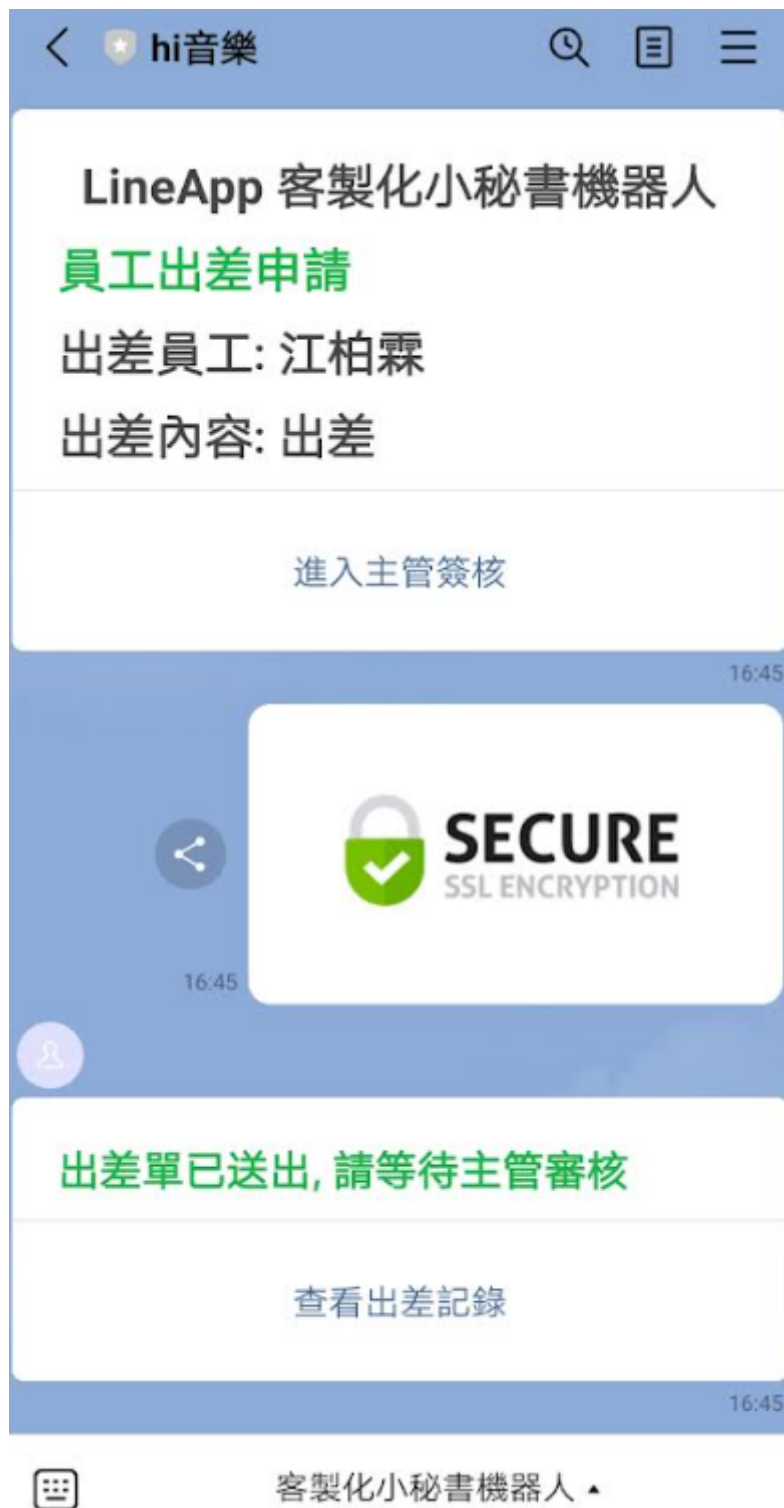 hi音樂
LineApp 客製化小秘書機器人
員工出差申請
出差員工: 江柏霖
出差內容: 出差
進入主管簽核
16:45
SECURE
SSL ENCRYPTION
16:45
出差單已送出, 請等待主管審核
查看出差記錄
16:45
客製化小秘書機器人